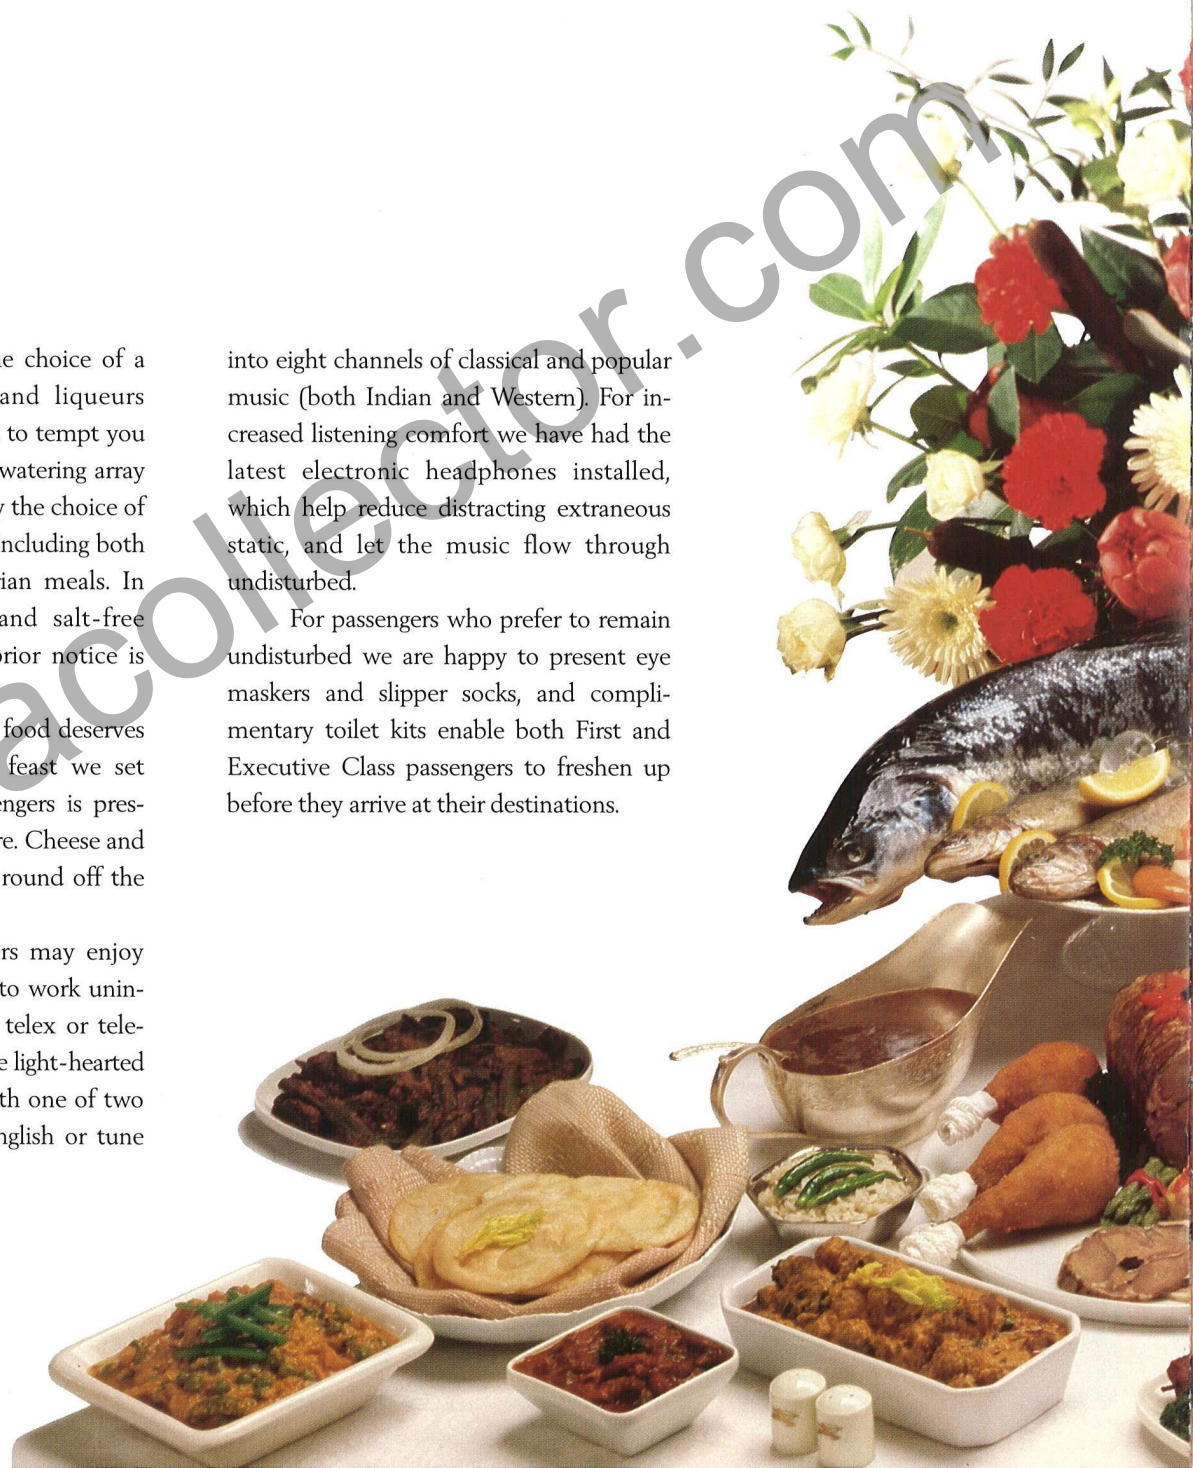 e choice of a
and liqueurs
to tempt you
watering array
y the choice of
ncluding both
ian meals. In
and salt-free
rior notice is
food deserves
feast we set
engers is pres-
re. Cheese and
round off the
rs may enjoy
to work unin-
telex or tele-
e light-hearted
th one of two
nglish or tune
into eight channels of classical and popular
music (both Indian and Western). For in-
creased listening comfort we have had the
latest electronic headphones installed,
which help reduce distracting extraneous
static, and let the music flow through
undisturbed.
For passengers who prefer to remain
undisturbed we are happy to present eye
maskers and slipper socks, and compli-
mentary toilet kits enable both First and
Executive Class passengers to freshen up
before they arrive at their destinations.
acollector.com